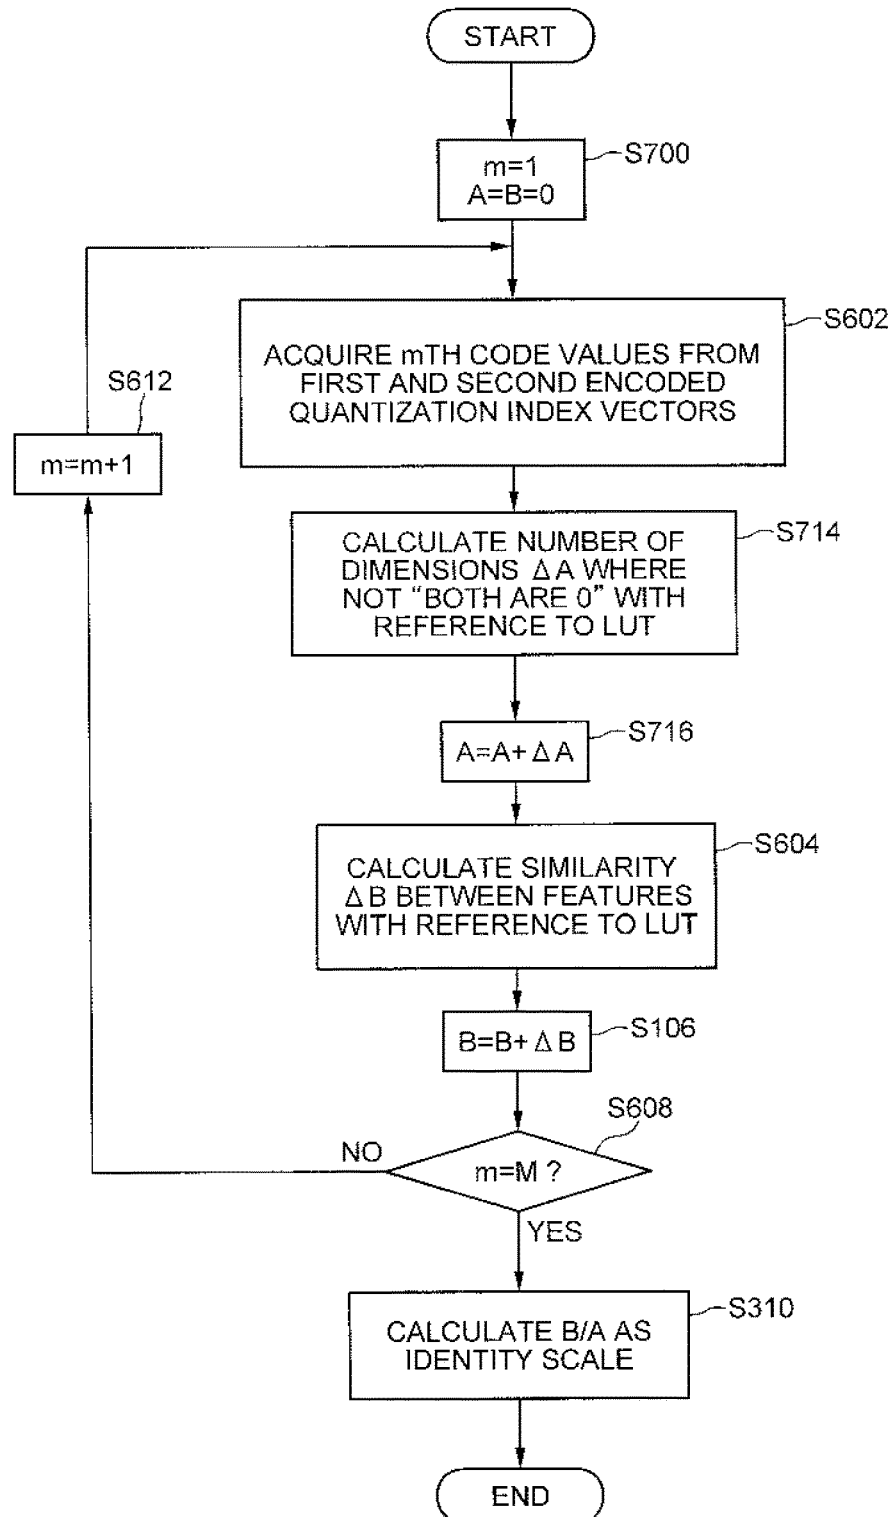 START
m=1
A=B=0
S700
ACQUIRE mTH CODE VALUES FROM
FIRST AND SECOND ENCODED
QUANTIZATION INDEX VECTORS
S602
S612
m=m+1
CALCULATE NUMBER OF
DIMENSIONS ΔA WHERE
NOT "BOTH ARE 0" WITH
REFERENCE TO LUT
S714
A=A+ΔA
S716
CALCULATE SIMILARITY
ΔB BETWEEN FEATURES
WITH REFERENCE TO LUT
S604
B=B+ΔB
S106
S608
NO
m=M ?
YES
CALCULATE B/A AS
IDENTITY SCALE
S310
END